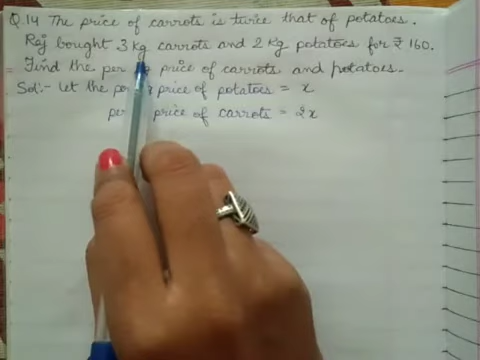 Q.14 The price of carrots is twice that of potatoes.
Raj bought 3 kg carrots and 2 kg potatoes for ₹ 160.
Find the per price of carrots and potatoes.
Sol:- let the per price of potatoes = x
per price of carrots = 2x